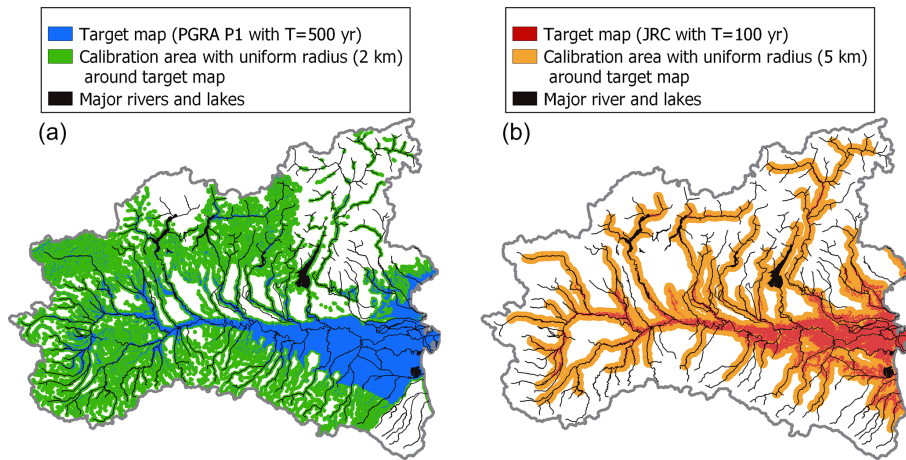 Target map (PGRA P1 with T=500 yr)
Calibration area with uniform radius (2 km)
around target map
Major rivers and lakes
(a)
Target map (JRC with T=100 yr)
Calibration area with uniform radius (5 km)
around target map
Major river and lakes
(b)